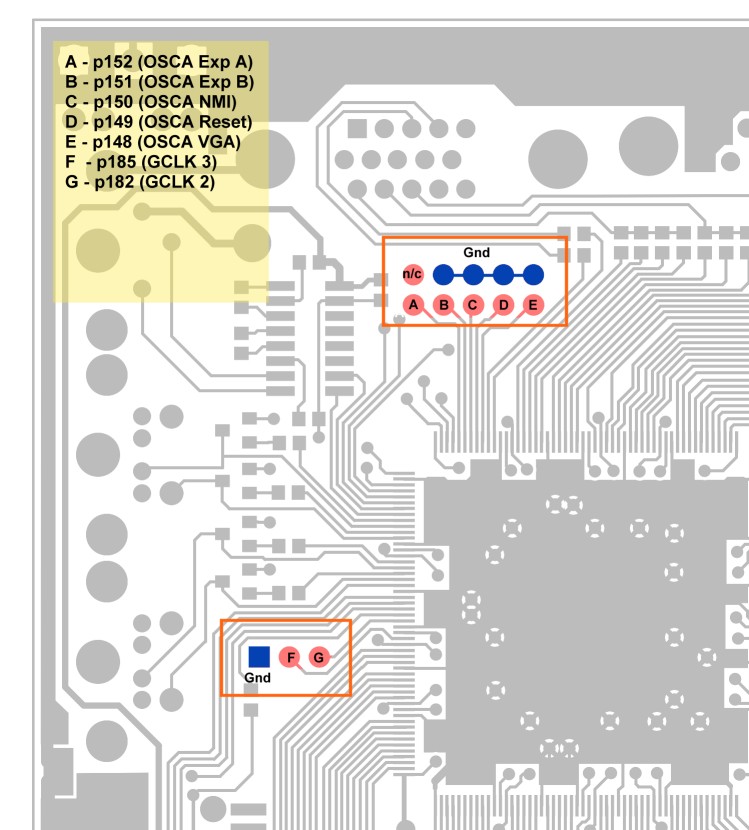 A - p152 (OSCA Exp A)
B - p151 (OSCA Exp B)
C - p150 (OSCA NMI)
D - p149 (OSCA Reset)
E - p148 (OSCA VGA)
F - p185 (GCLK 3)
G - p182 (GCLK 2)
Gnd
n/c
A B C D E
F G
Gnd